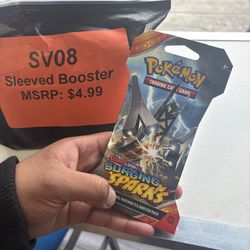 SV08
Sleeved Booster
MSRP: $4.99
POKéMON
TRADING CARD GAME
SURGING
SPARKS